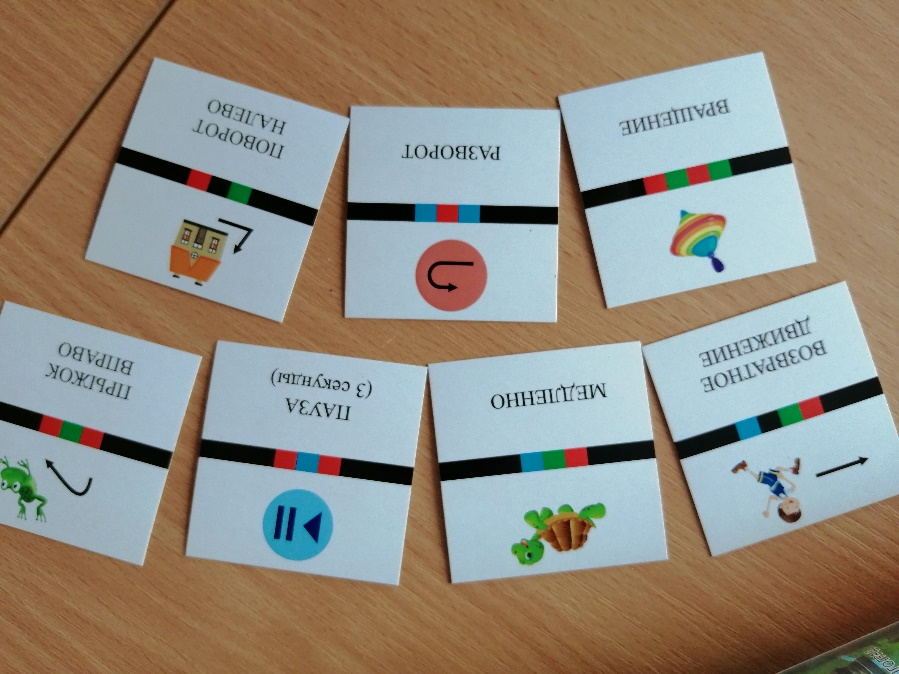 ПОВОРОТ
НАЛЕВО
РАЗВОРОТ
ВРАЩЕНИЕ
ПРЫЖОК
ВПРАВО
ПАУЗА
(3 секунды)
МЕДЛЕННО
ВОЗВРАТНОЕ
ДВИЖЕНИЕ